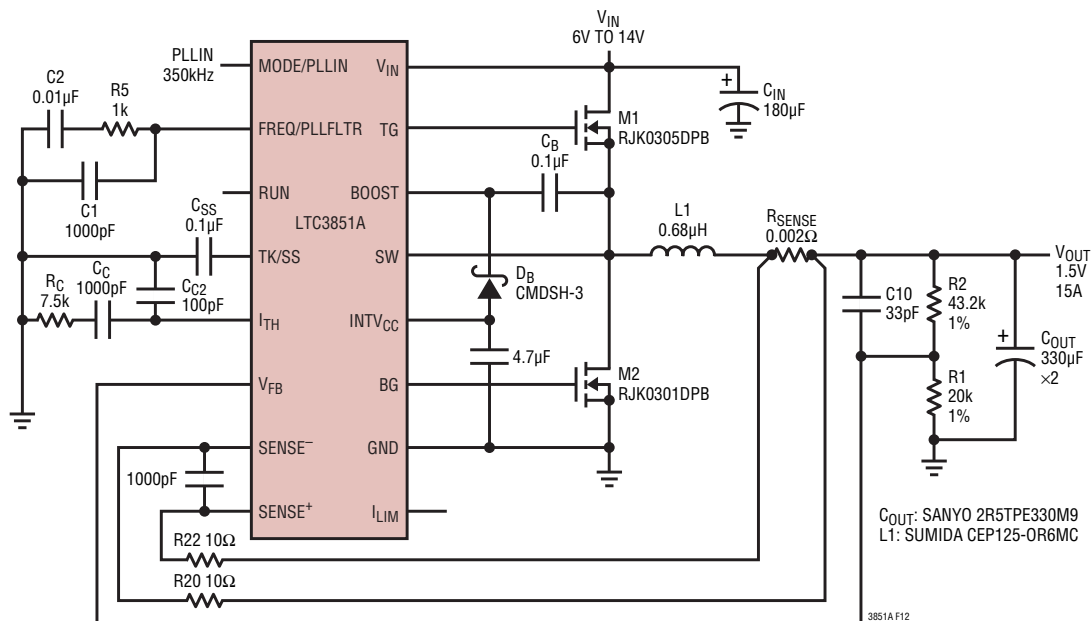 V_IN
6V TO 14V
PLLIN
350kHz
MODE/PLLIN
V_IN
C2
0.01µF
R5
1k
+
C_IN
180µF
FREQ/PLLFLTR
TG
M1
RJK0305DPB
C_B
0.1µF
C1
1000pF
RUN
BOOST
LTC3851A
C_SS
0.1µF
L1
0.68µH
R_SENSE
0.002Ω
TK/SS
SW
V_OUT
1.5V
15A
R_C
7.5k
C_C
1000pF
C_C2
100pF
D_B
CMDSH-3
C10
33pF
R2
43.2k
1%
I_TH
INTV_CC
+
C_OUT
330µF
×2
4.7µF
V_FB
BG
M2
RJK0301DPB
R1
20k
1%
SENSE⁻
GND
1000pF
SENSE⁺
I_LIM
C_OUT: SANYO 2R5TPE330M9
L1: SUMIDA CEP125-OR6MC
R22 10Ω
R20 10Ω
3851A F12